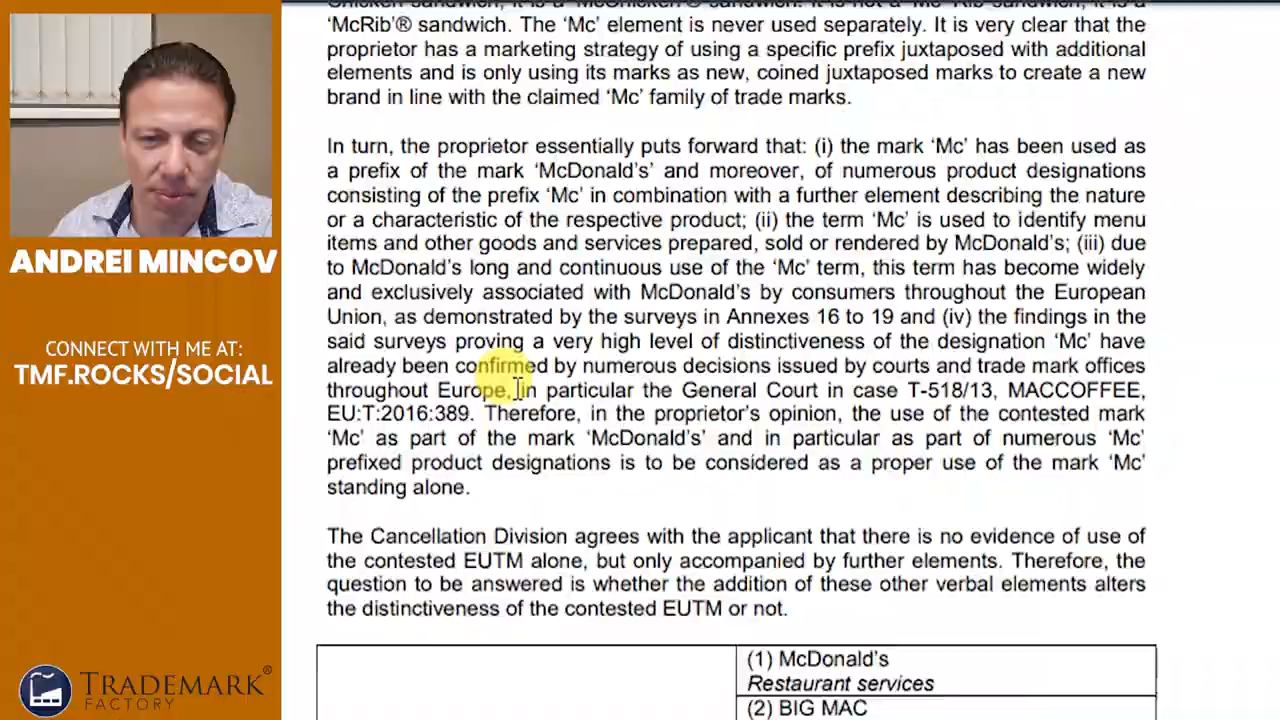 Chicken sandwich, it is a 'McChicken'® sandwich. It is not a 'Mc' Rib sandwich, it is a
'McRib'® sandwich. The 'Mc' element is never used separately. It is very clear that the
proprietor has a marketing strategy of using a specific prefix juxtaposed with additional
elements and is only using its marks as new, coined juxtaposed marks to create a new
brand in line with the claimed 'Mc' family of trade marks.
In turn, the proprietor essentially puts forward that: (i) the mark 'Mc' has been used as
a prefix of the mark 'McDonald's' and moreover, of numerous product designations
consisting of the prefix 'Mc' in combination with a further element describing the nature
or a characteristic of the respective product; (ii) the term 'Mc' is used to identify menu
items and other goods and services prepared, sold or rendered by McDonald's; (iii) due
to McDonald's long and continuous use of the 'Mc' term, this term has become widely
and exclusively associated with McDonald's by consumers throughout the European
Union, as demonstrated by the surveys in Annexes 16 to 19 and (iv) the findings in the
said surveys proving a very high level of distinctiveness of the designation 'Mc' have
already been confirmed by numerous decisions issued by courts and trade mark offices
throughout Europe, in particular the General Court in case T-518/13, MACCOFFEE,
EU:T:2016:389. Therefore, in the proprietor's opinion, the use of the contested mark
'Mc' as part of the mark 'McDonald's' and in particular as part of numerous 'Mc'
prefixed product designations is to be considered as a proper use of the mark 'Mc'
standing alone.
The Cancellation Division agrees with the applicant that there is no evidence of use of
the contested EUTM alone, but only accompanied by further elements. Therefore, the
question to be answered is whether the addition of these other verbal elements alters
the distinctiveness of the contested EUTM or not.
(1) McDonald's
Restaurant services
(2) BIG MAC
ANDREI MINCOV
CONNECT WITH ME AT:
TMF.ROCKS/SOCIAL
TRADEMARK®
FACTORY